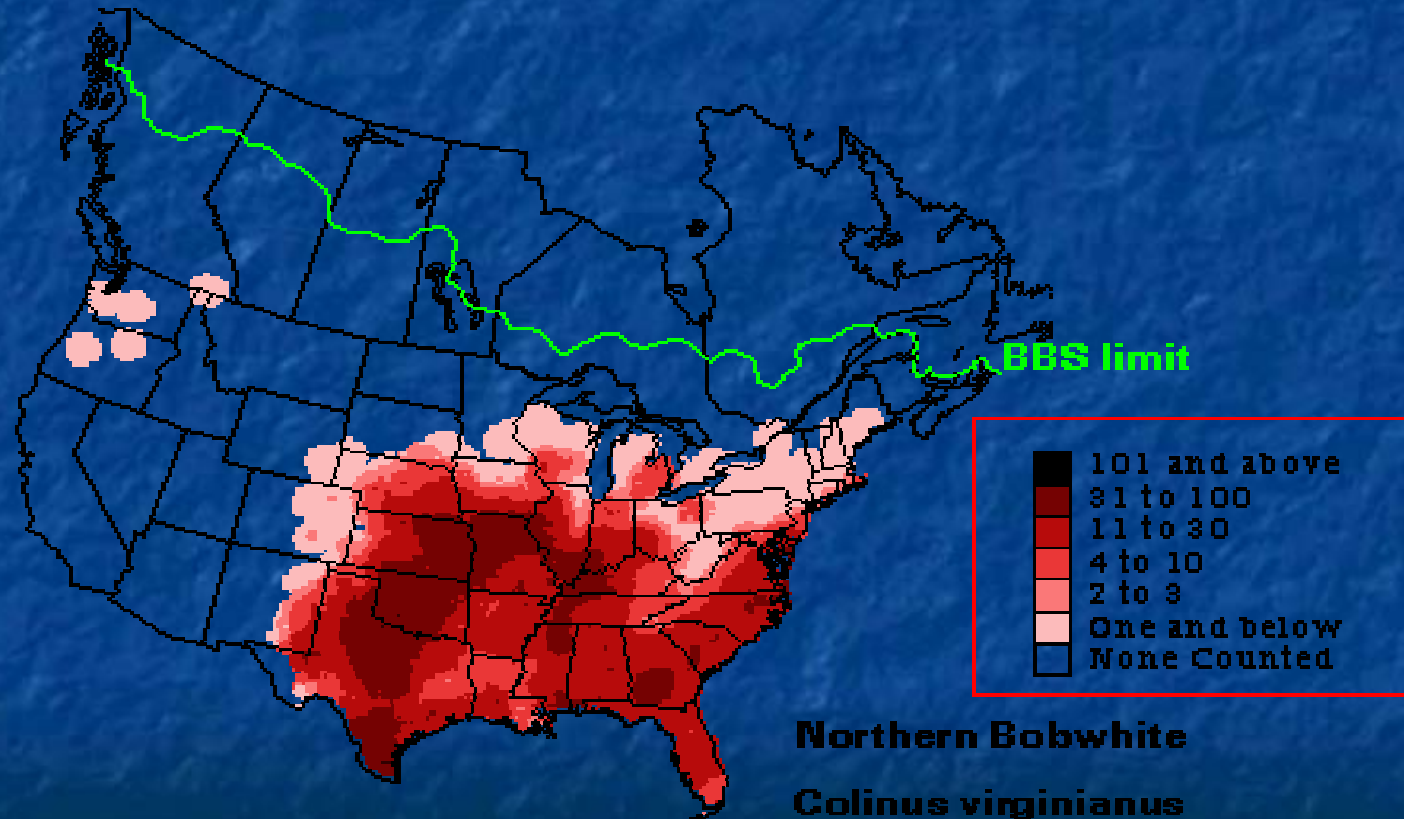 BBS limit
101 and above
31 to 100
11 to 30
4 to 10
2 to 3
One and below
None Counted
Northern Bobwhite
Colinus virginianus